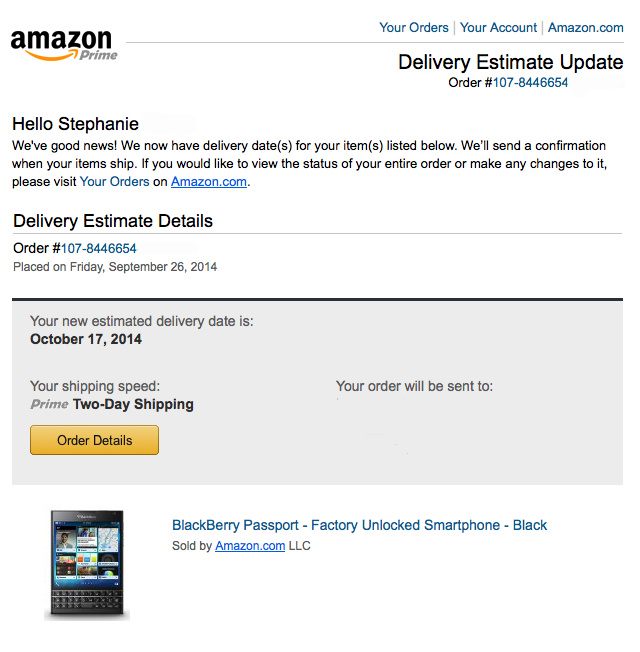 Your Orders | Your Account | Amazon.com
amazon
Prime
Delivery Estimate Update
Order #107-8446654
Hello Stephanie
We've good news! We now have delivery date(s) for your item(s) listed below. We'll send a confirmation
when your items ship. If you would like to view the status of your entire order or make any changes to it,
please visit Your Orders on Amazon.com.
Delivery Estimate Details
Order #107-8446654
Placed on Friday, September 26, 2014
Your new estimated delivery date is:
October 17, 2014
Your shipping speed:
Prime Two-Day Shipping
Your order will be sent to:
Order Details
BlackBerry Passport - Factory Unlocked Smartphone - Black
Sold by Amazon.com LLC